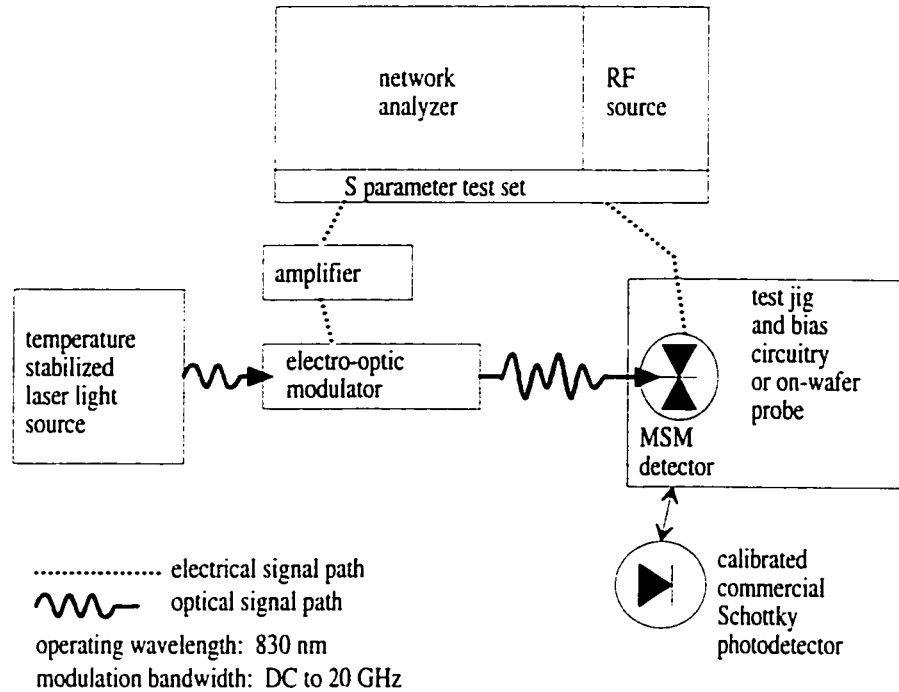 network
analyzer
RF
source
S parameter test set
amplifier
temperature
stabilized
laser light
source
electro-optic
modulator
test jig
and bias
circuitry
or on-wafer
probe
MSM
detector
calibrated
commercial
Schottky
photodetector
electrical signal path
optical signal path
operating wavelength: 830 nm
modulation bandwidth: DC to 20 GHz